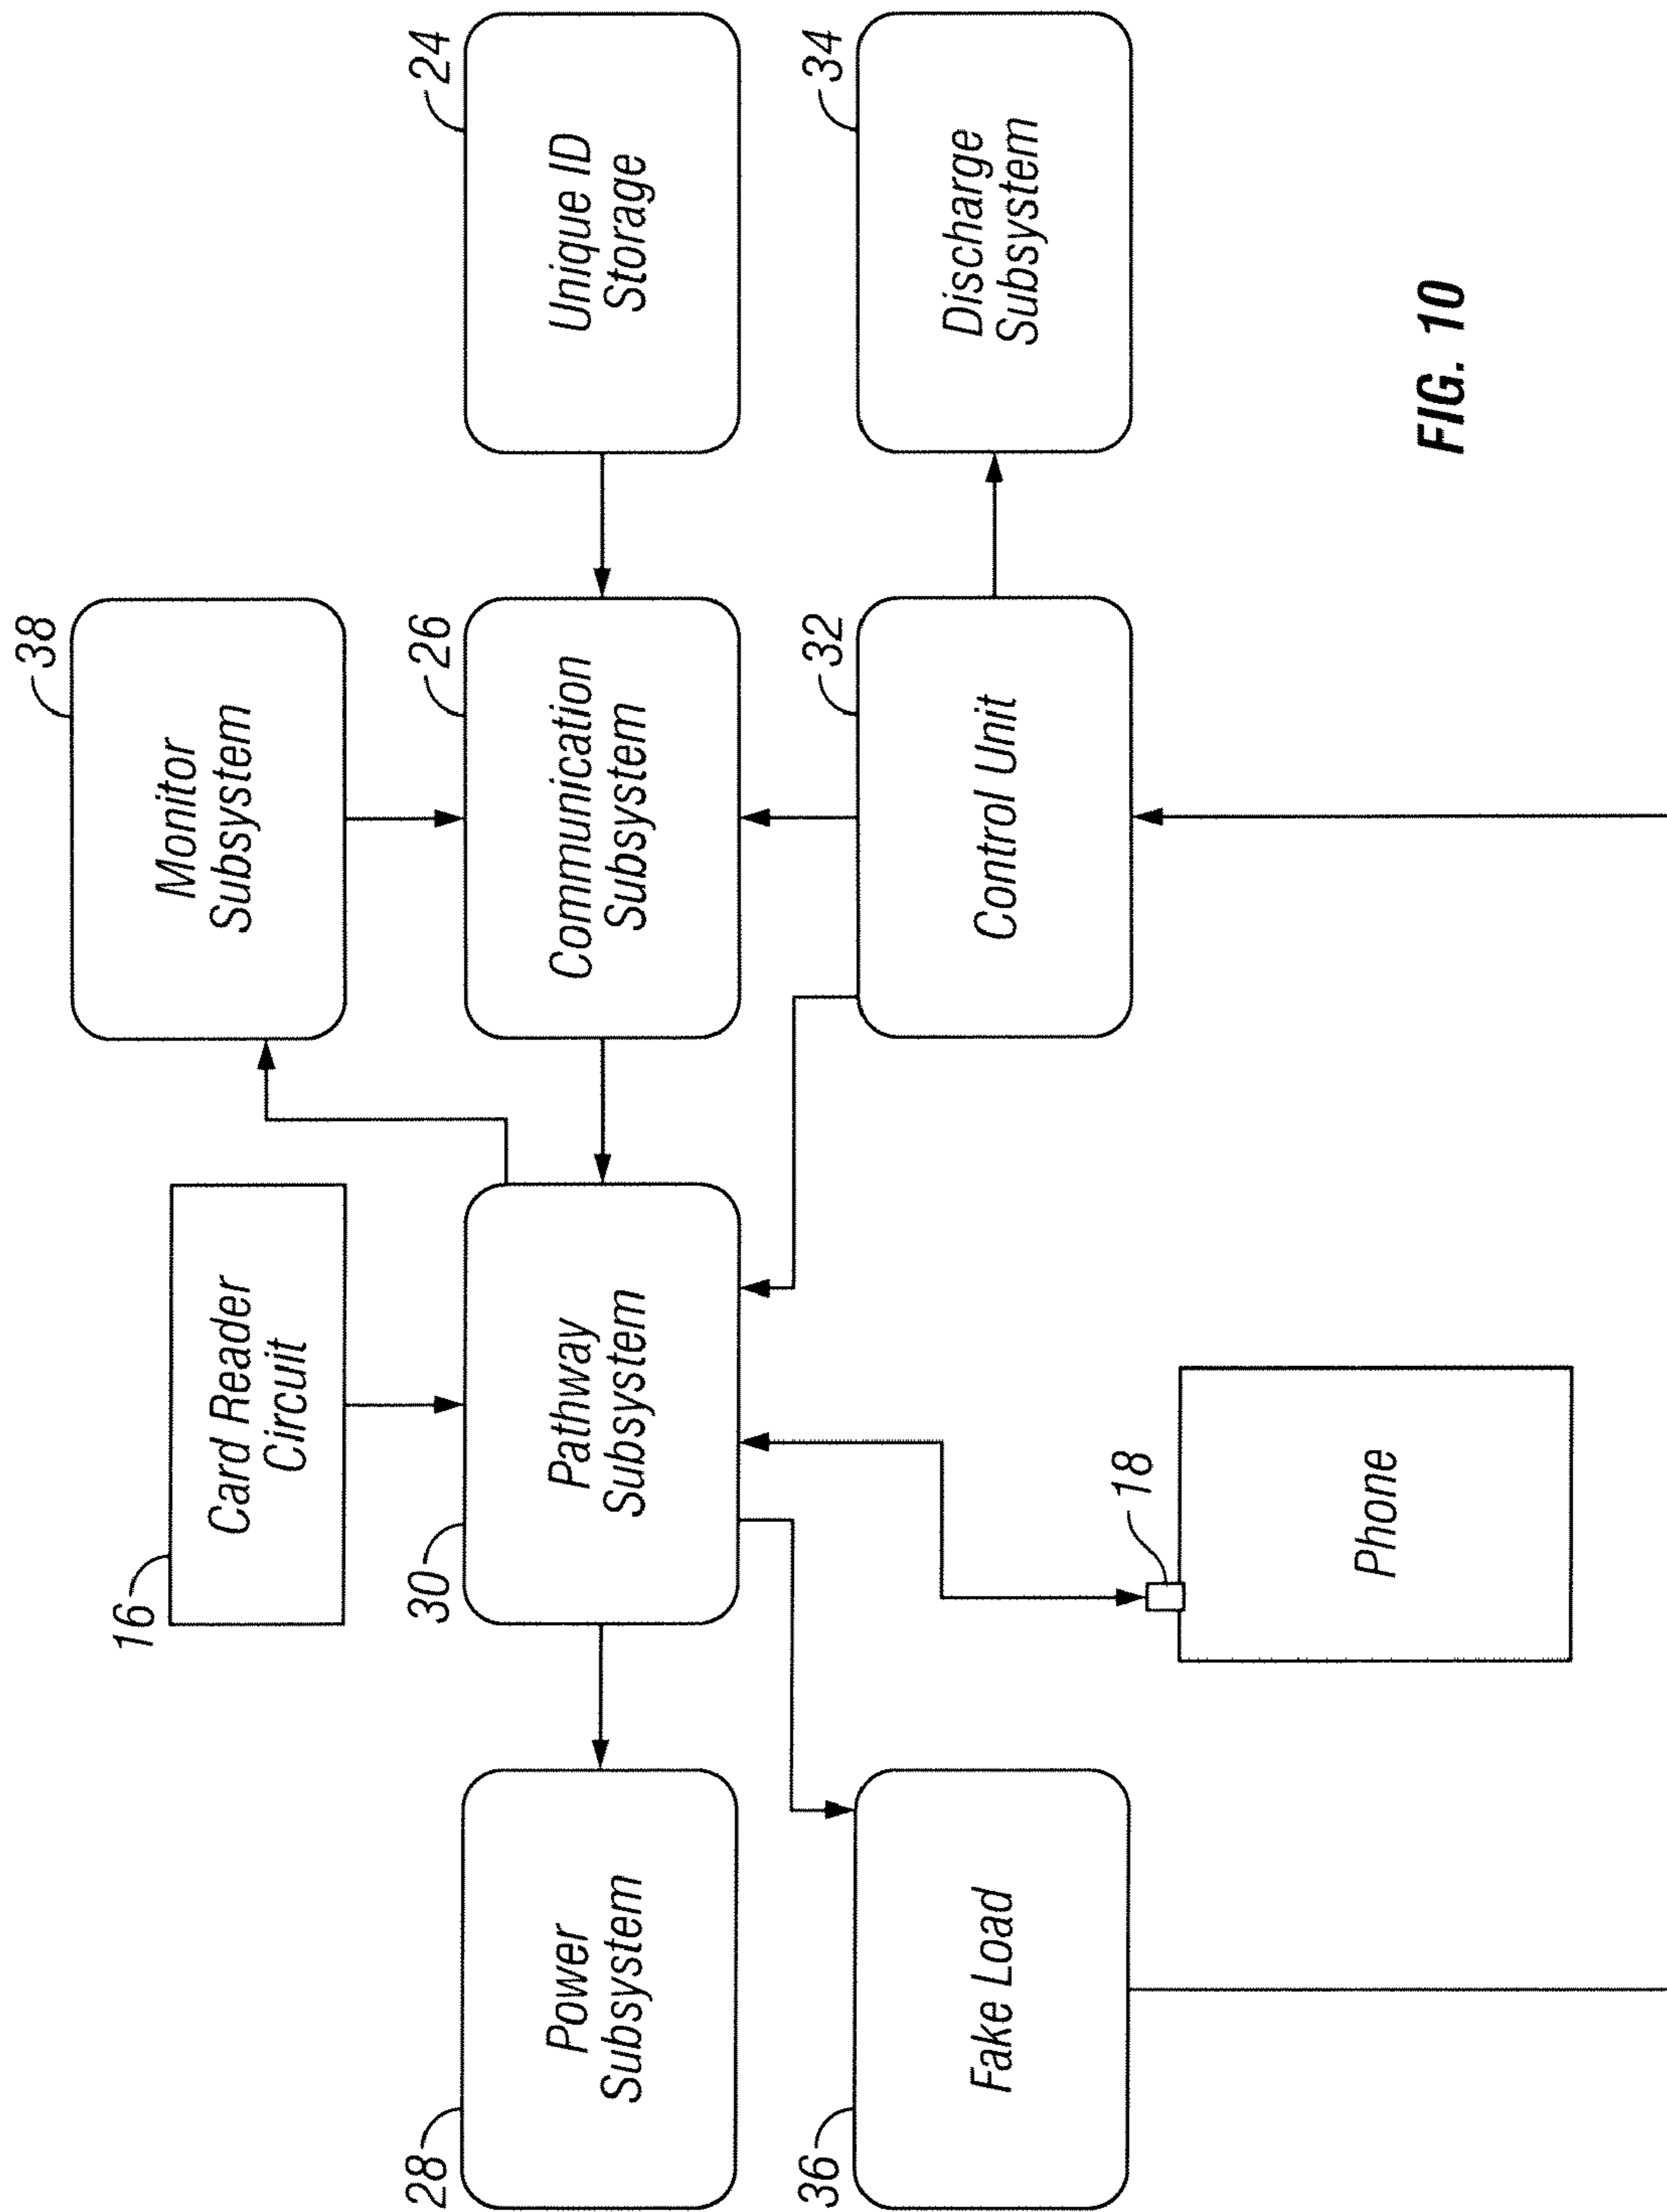 16
Card Reader
Circuit
38
Monitor
Subsystem
28
Power
Subsystem
30
Pathway
Subsystem
26
Communication
Subsystem
24
Unique ID
Storage
36
Fake Load
32
Control Unit
34
Discharge
Subsystem
18
Phone
FIG. 10